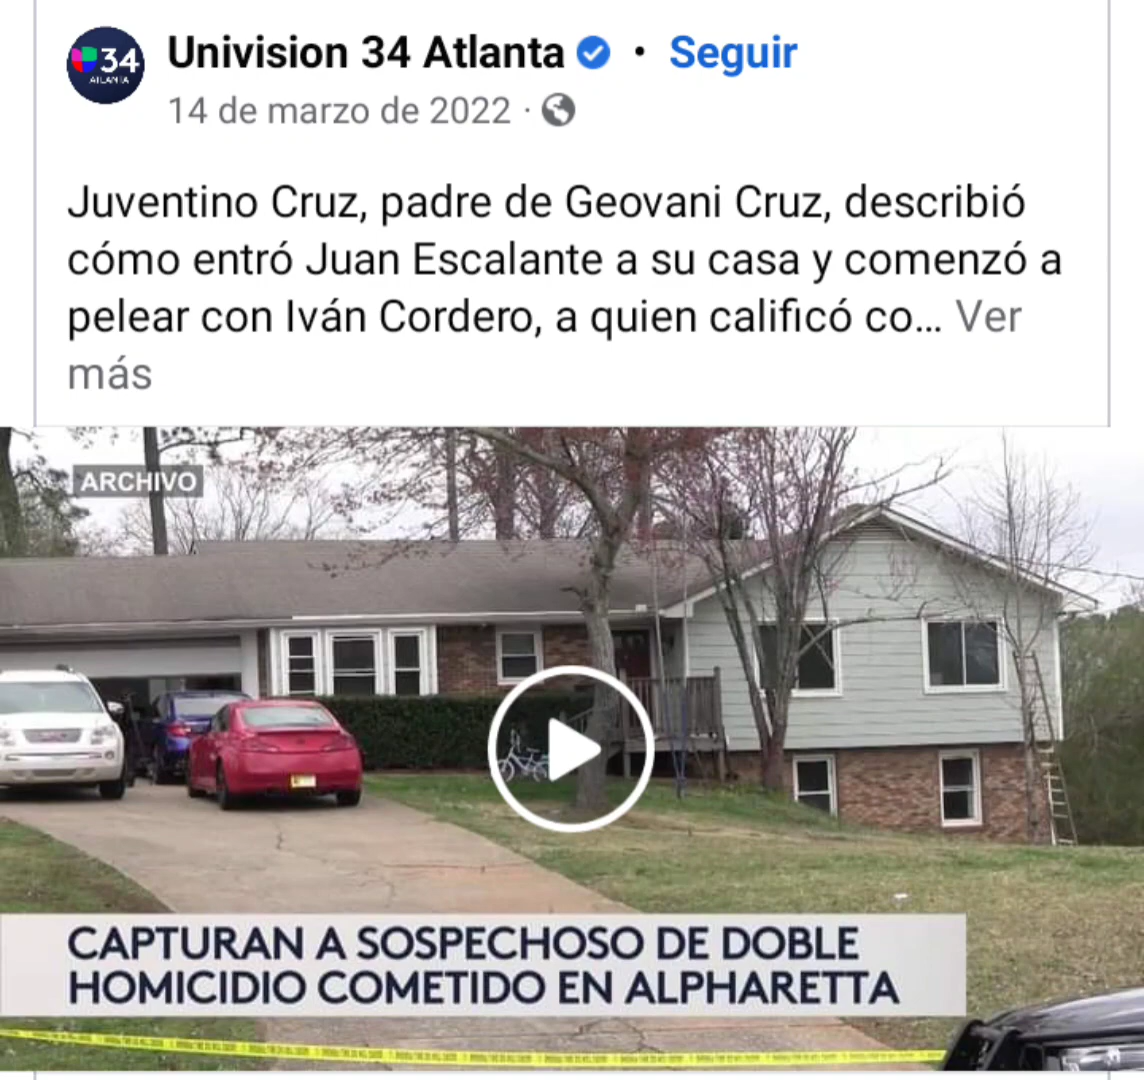 34
ATLANTA
Univision 34 Atlanta • Seguir
14 de marzo de 2022 ·
Juventino Cruz, padre de Geovani Cruz, describió
cómo entró Juan Escalante a su casa y comenzó a
pelear con Iván Cordero, a quien calificó co... Ver
más
ARCHIVO
CAPTURAN A SOSPECHOSO DE DOBLE
HOMICIDIO COMETIDO EN ALPHARETTA